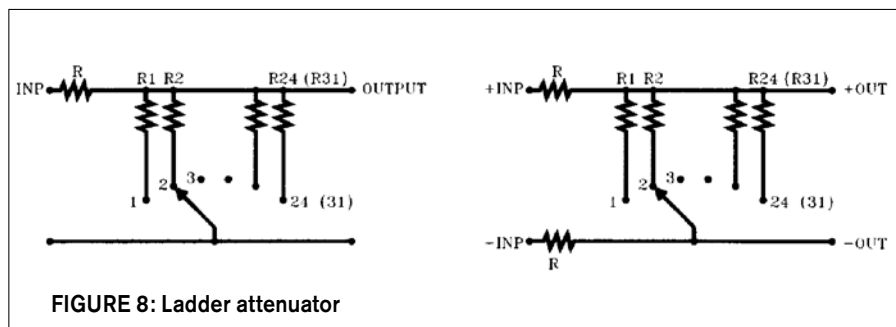 R
INP
R1 R2
R24 (R31)
OUTPUT
1
2
3
24 (31)
R
+INP
R1 R2
R24 (R31)
+OUT
1
2
3
24 (31)
-INP
R
-OUT
FIGURE 8: Ladder attenuator